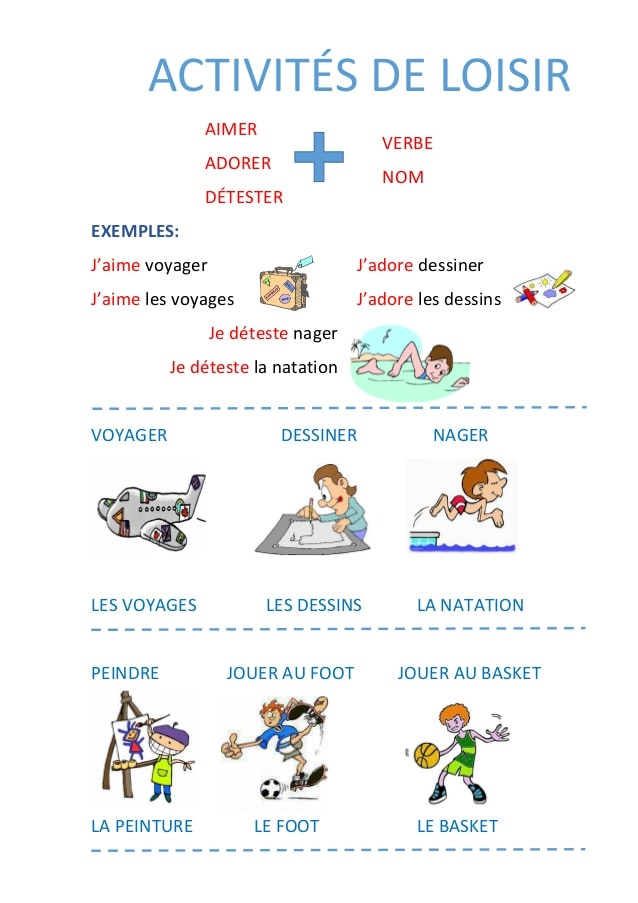 ACTIVITÉS DE LOISIR
AIMER
ADORER
DÉTESTER
VERBE
NOM
EXEMPLES:
J’aime voyager
J’adore dessiner
J’aime les voyages
J’adore les dessins
Je déteste nager
Je déteste la natation
VOYAGER DESSINER NAGER
LES VOYAGES LES DESSINS LA NATATION
PEINDRE JOUER AU FOOT JOUER AU BASKET
LA PEINTURE LE FOOT LE BASKET